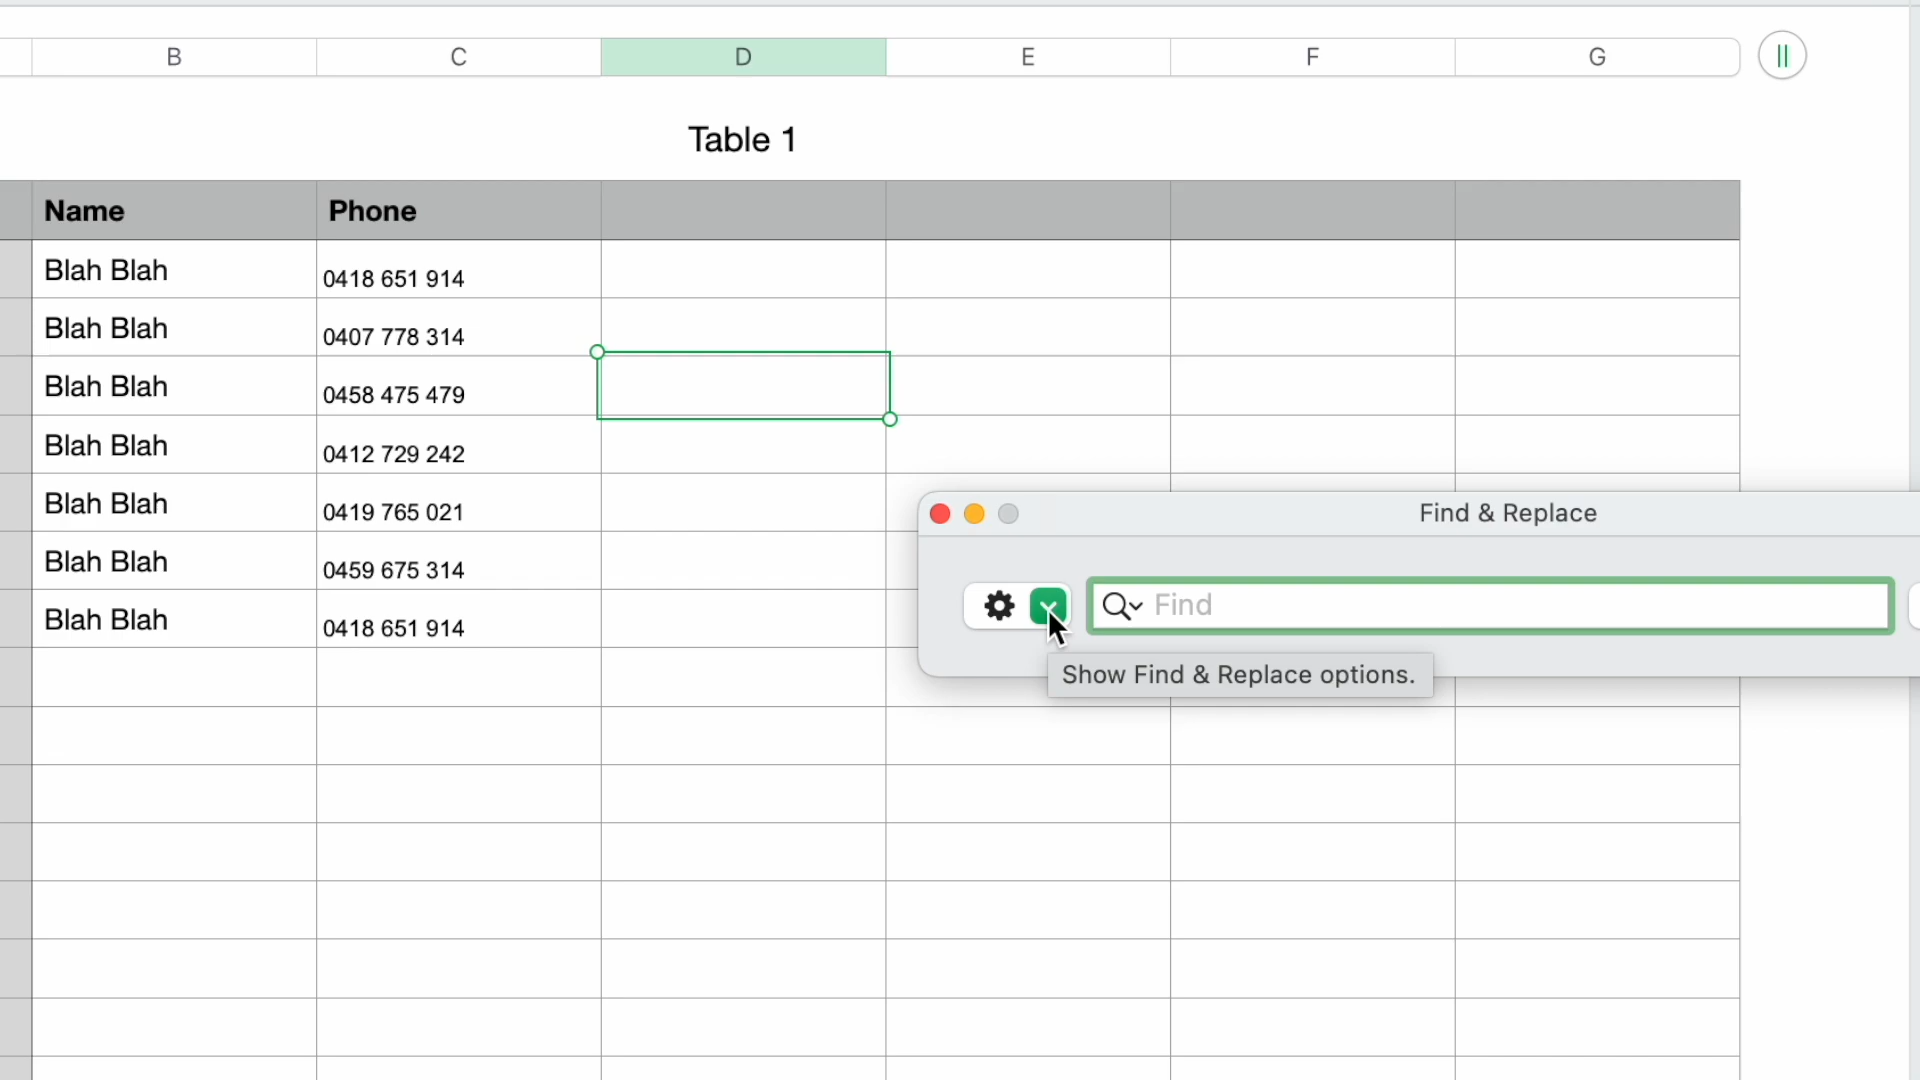 B C D E F G
Table 1
Name Phone
Blah Blah 0418 651 914
Blah Blah 0407 778 314
Blah Blah 0458 475 479
Blah Blah 0412 729 242
Blah Blah 0419 765 021
Blah Blah 0459 675 314
Blah Blah 0418 651 914
Find & Replace
Find
Show Find & Replace options.